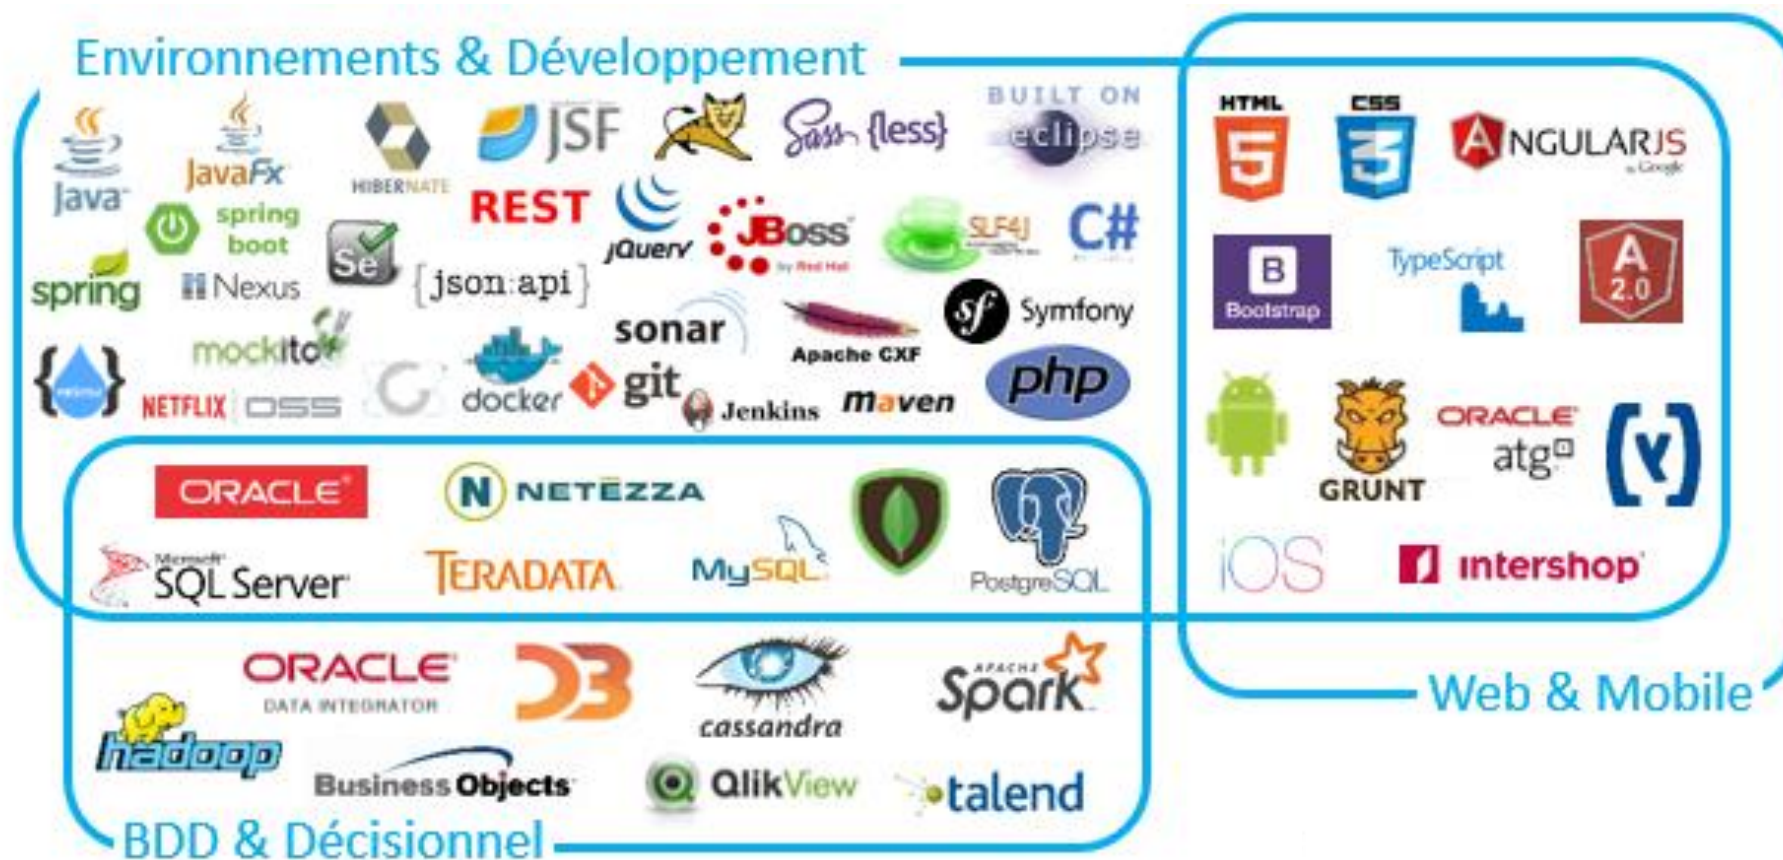 Environnements & Développement
Java
JavaFx
HIBERNATE
JSF
Sass {less}
BUILT ON
eclipse
HTML
5
CSS
3
ANGULARJS
by Google
REST
jQuery
JBoss
by Red Hat
SLF4J
C#
spring
boot
Se
spring
Nexus
{json:api}
B
Bootstrap
TypeScript
A
2.0
mockito
sonar
Apache CXF
sf Symfony
NETFLIX OSS
docker
git
Jenkins
maven
php
GRUNT
ORACLE
atg
(Y)
ORACLE
N NETEZZA
Microsoft
SQL Server
TERADATA
MySQL
PostgreSQL
iOS
intershop
ORACLE
DATA INTEGRATOR
D3
cassandra
APACHE
Spark
Web & Mobile
hadoop
Business Objects
QlikView
talend
BDD & Décisionnel